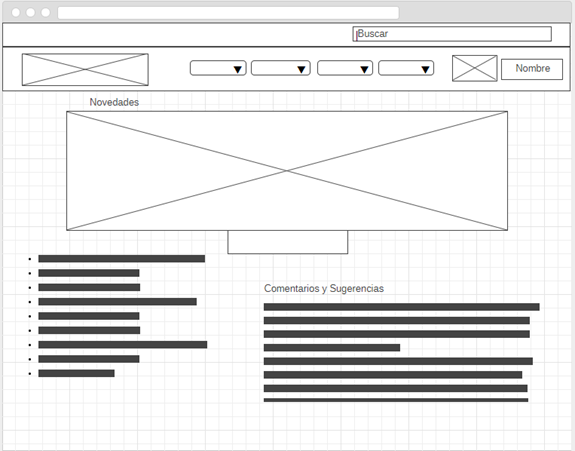 Buscar
Nombre
Novedades
Comentarios y Sugerencias